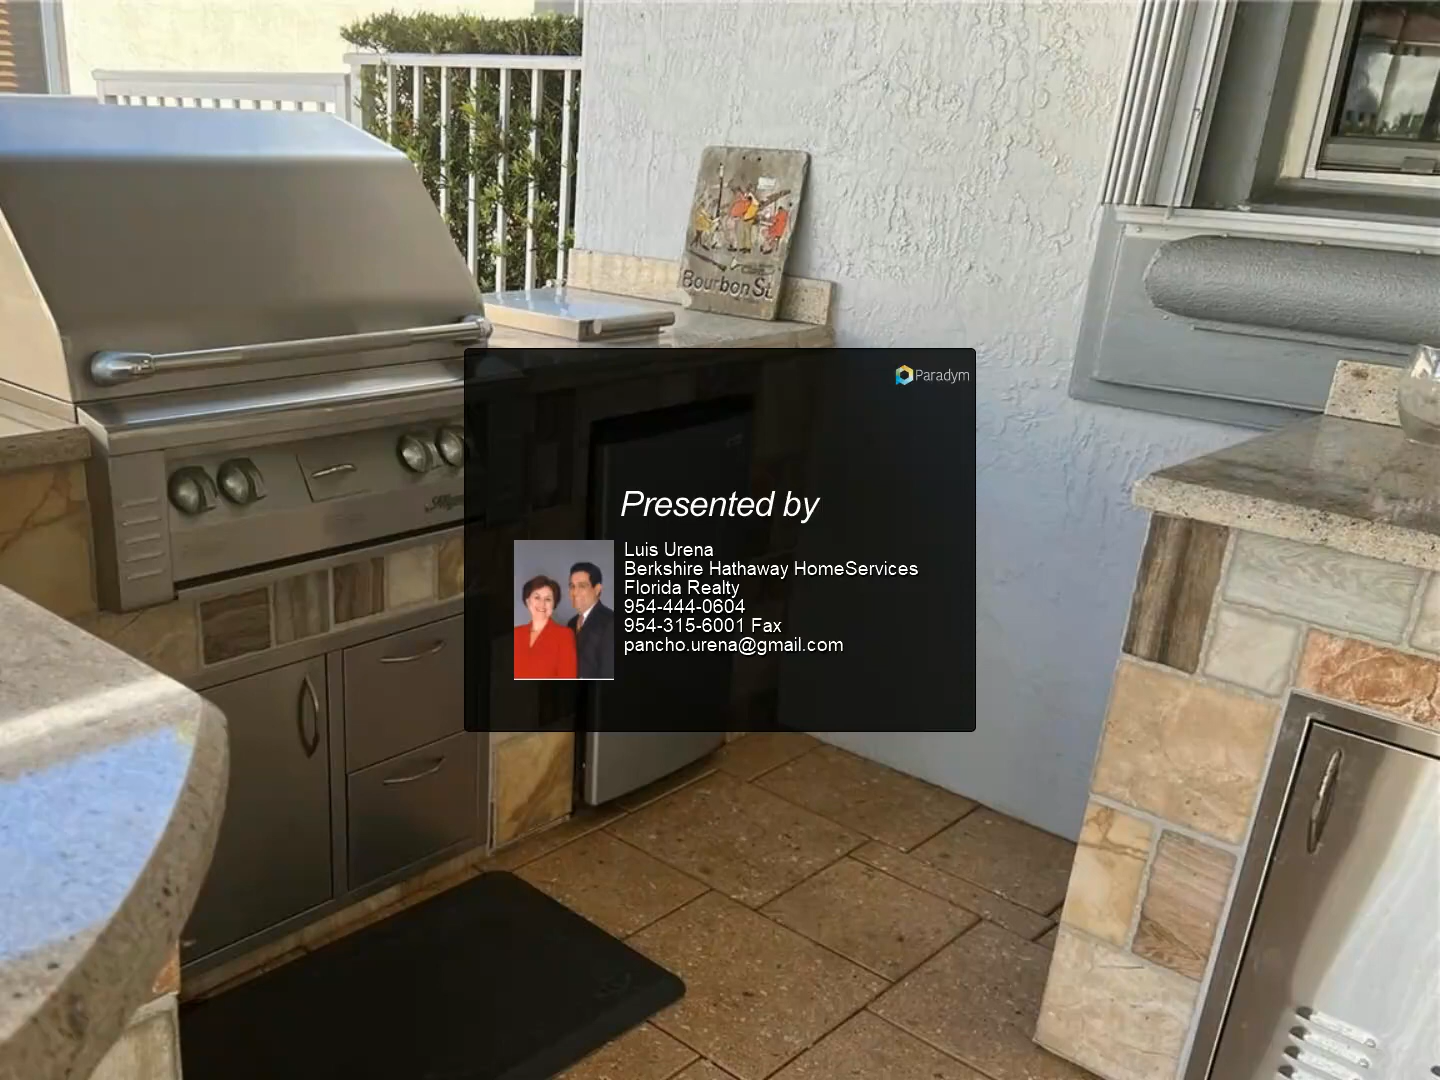 Bourbon St.
Paradym
Presented by
Luis Urena
Berkshire Hathaway HomeServices
Florida Realty
954-444-0604
954-315-6001 Fax
pancho.urena@gmail.com